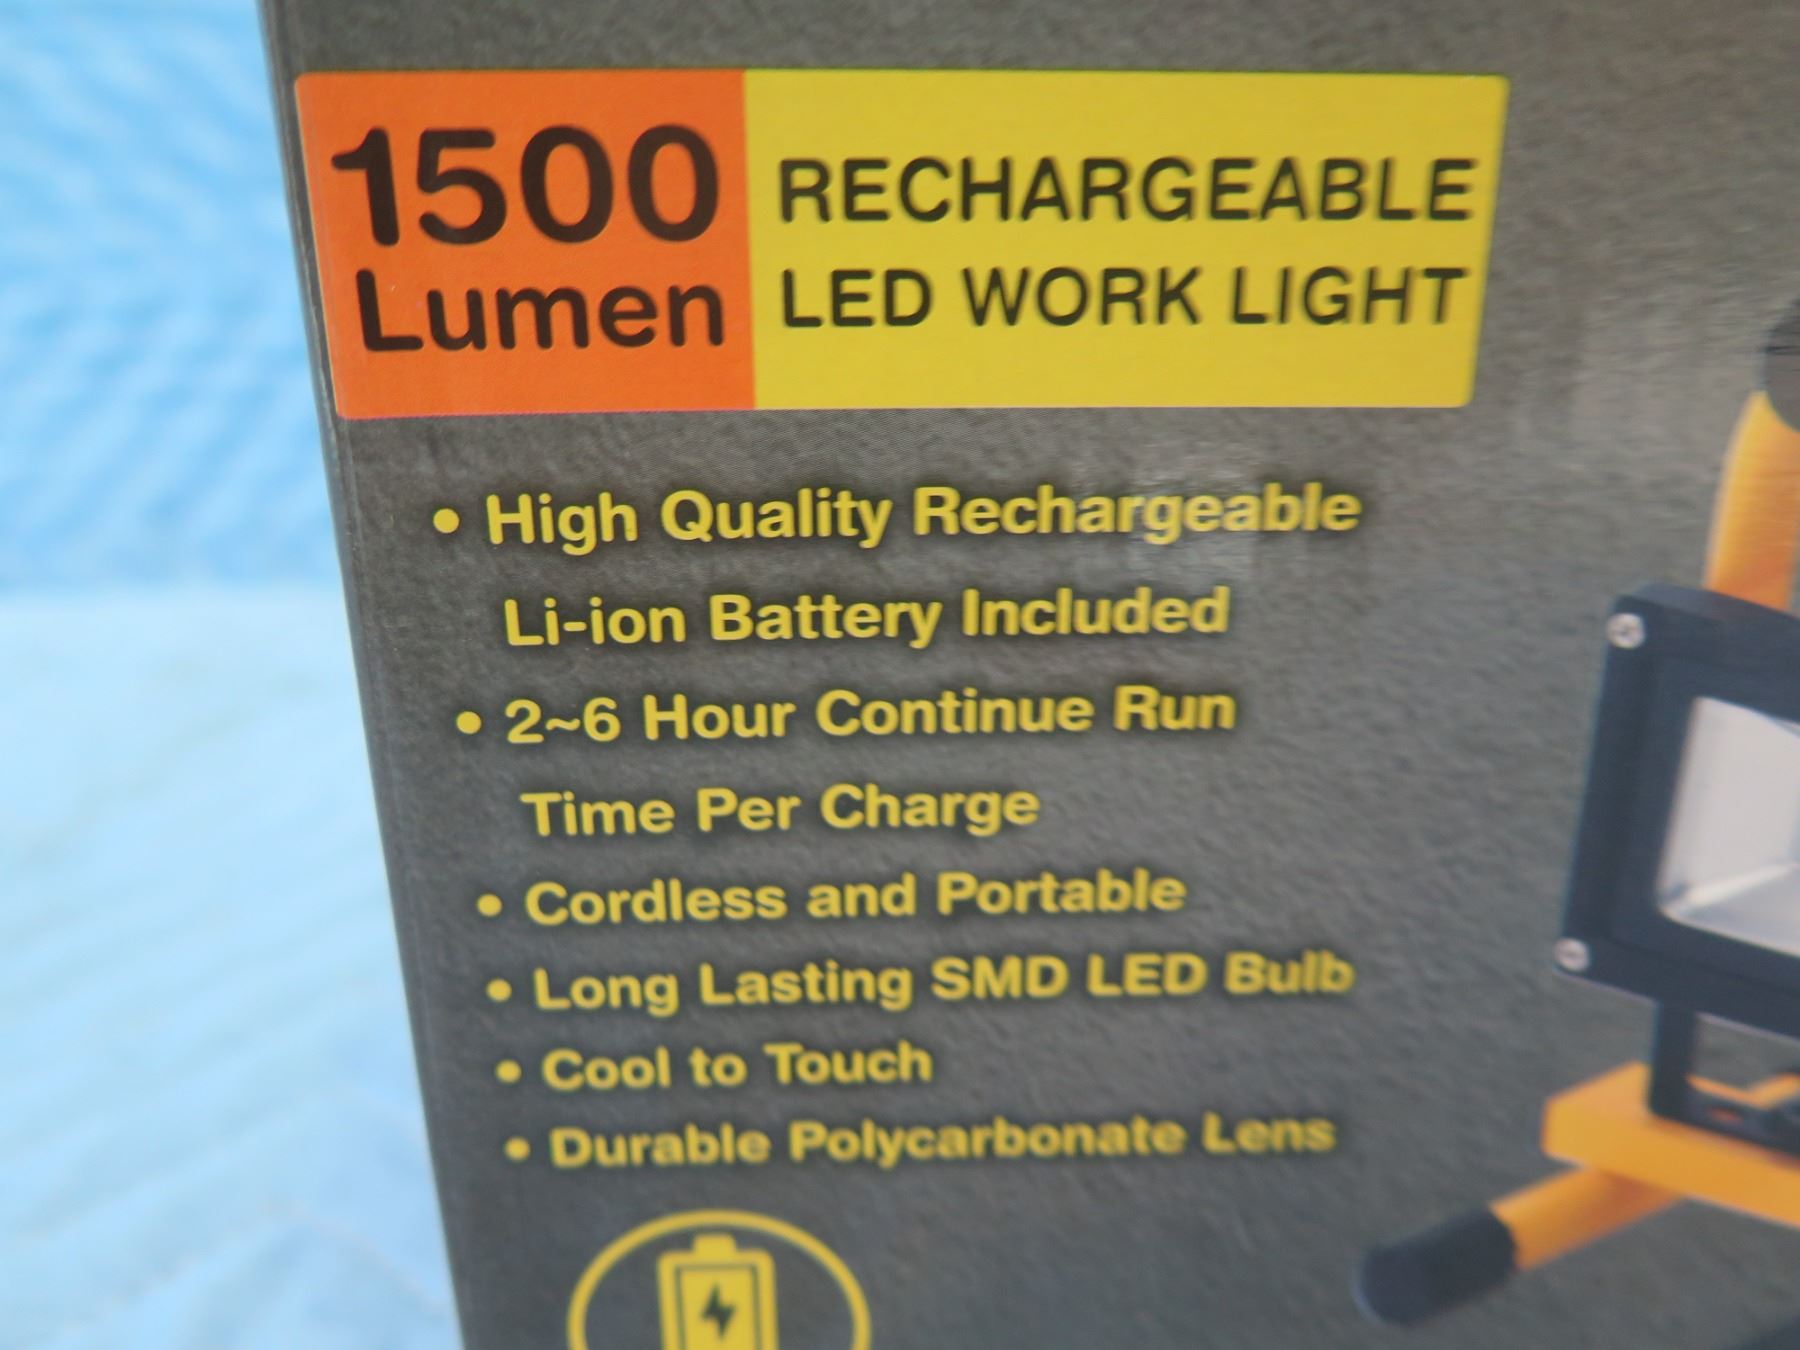 1500
Lumen
RECHARGEABLE
LED WORK LIGHT
• High Quality Rechargeable
Li-ion Battery Included
• 2~6 Hour Continue Run
Time Per Charge
• Cordless and Portable
• Long Lasting SMD LED Bulb
• Cool to Touch
• Durable Polycarbonate Lens